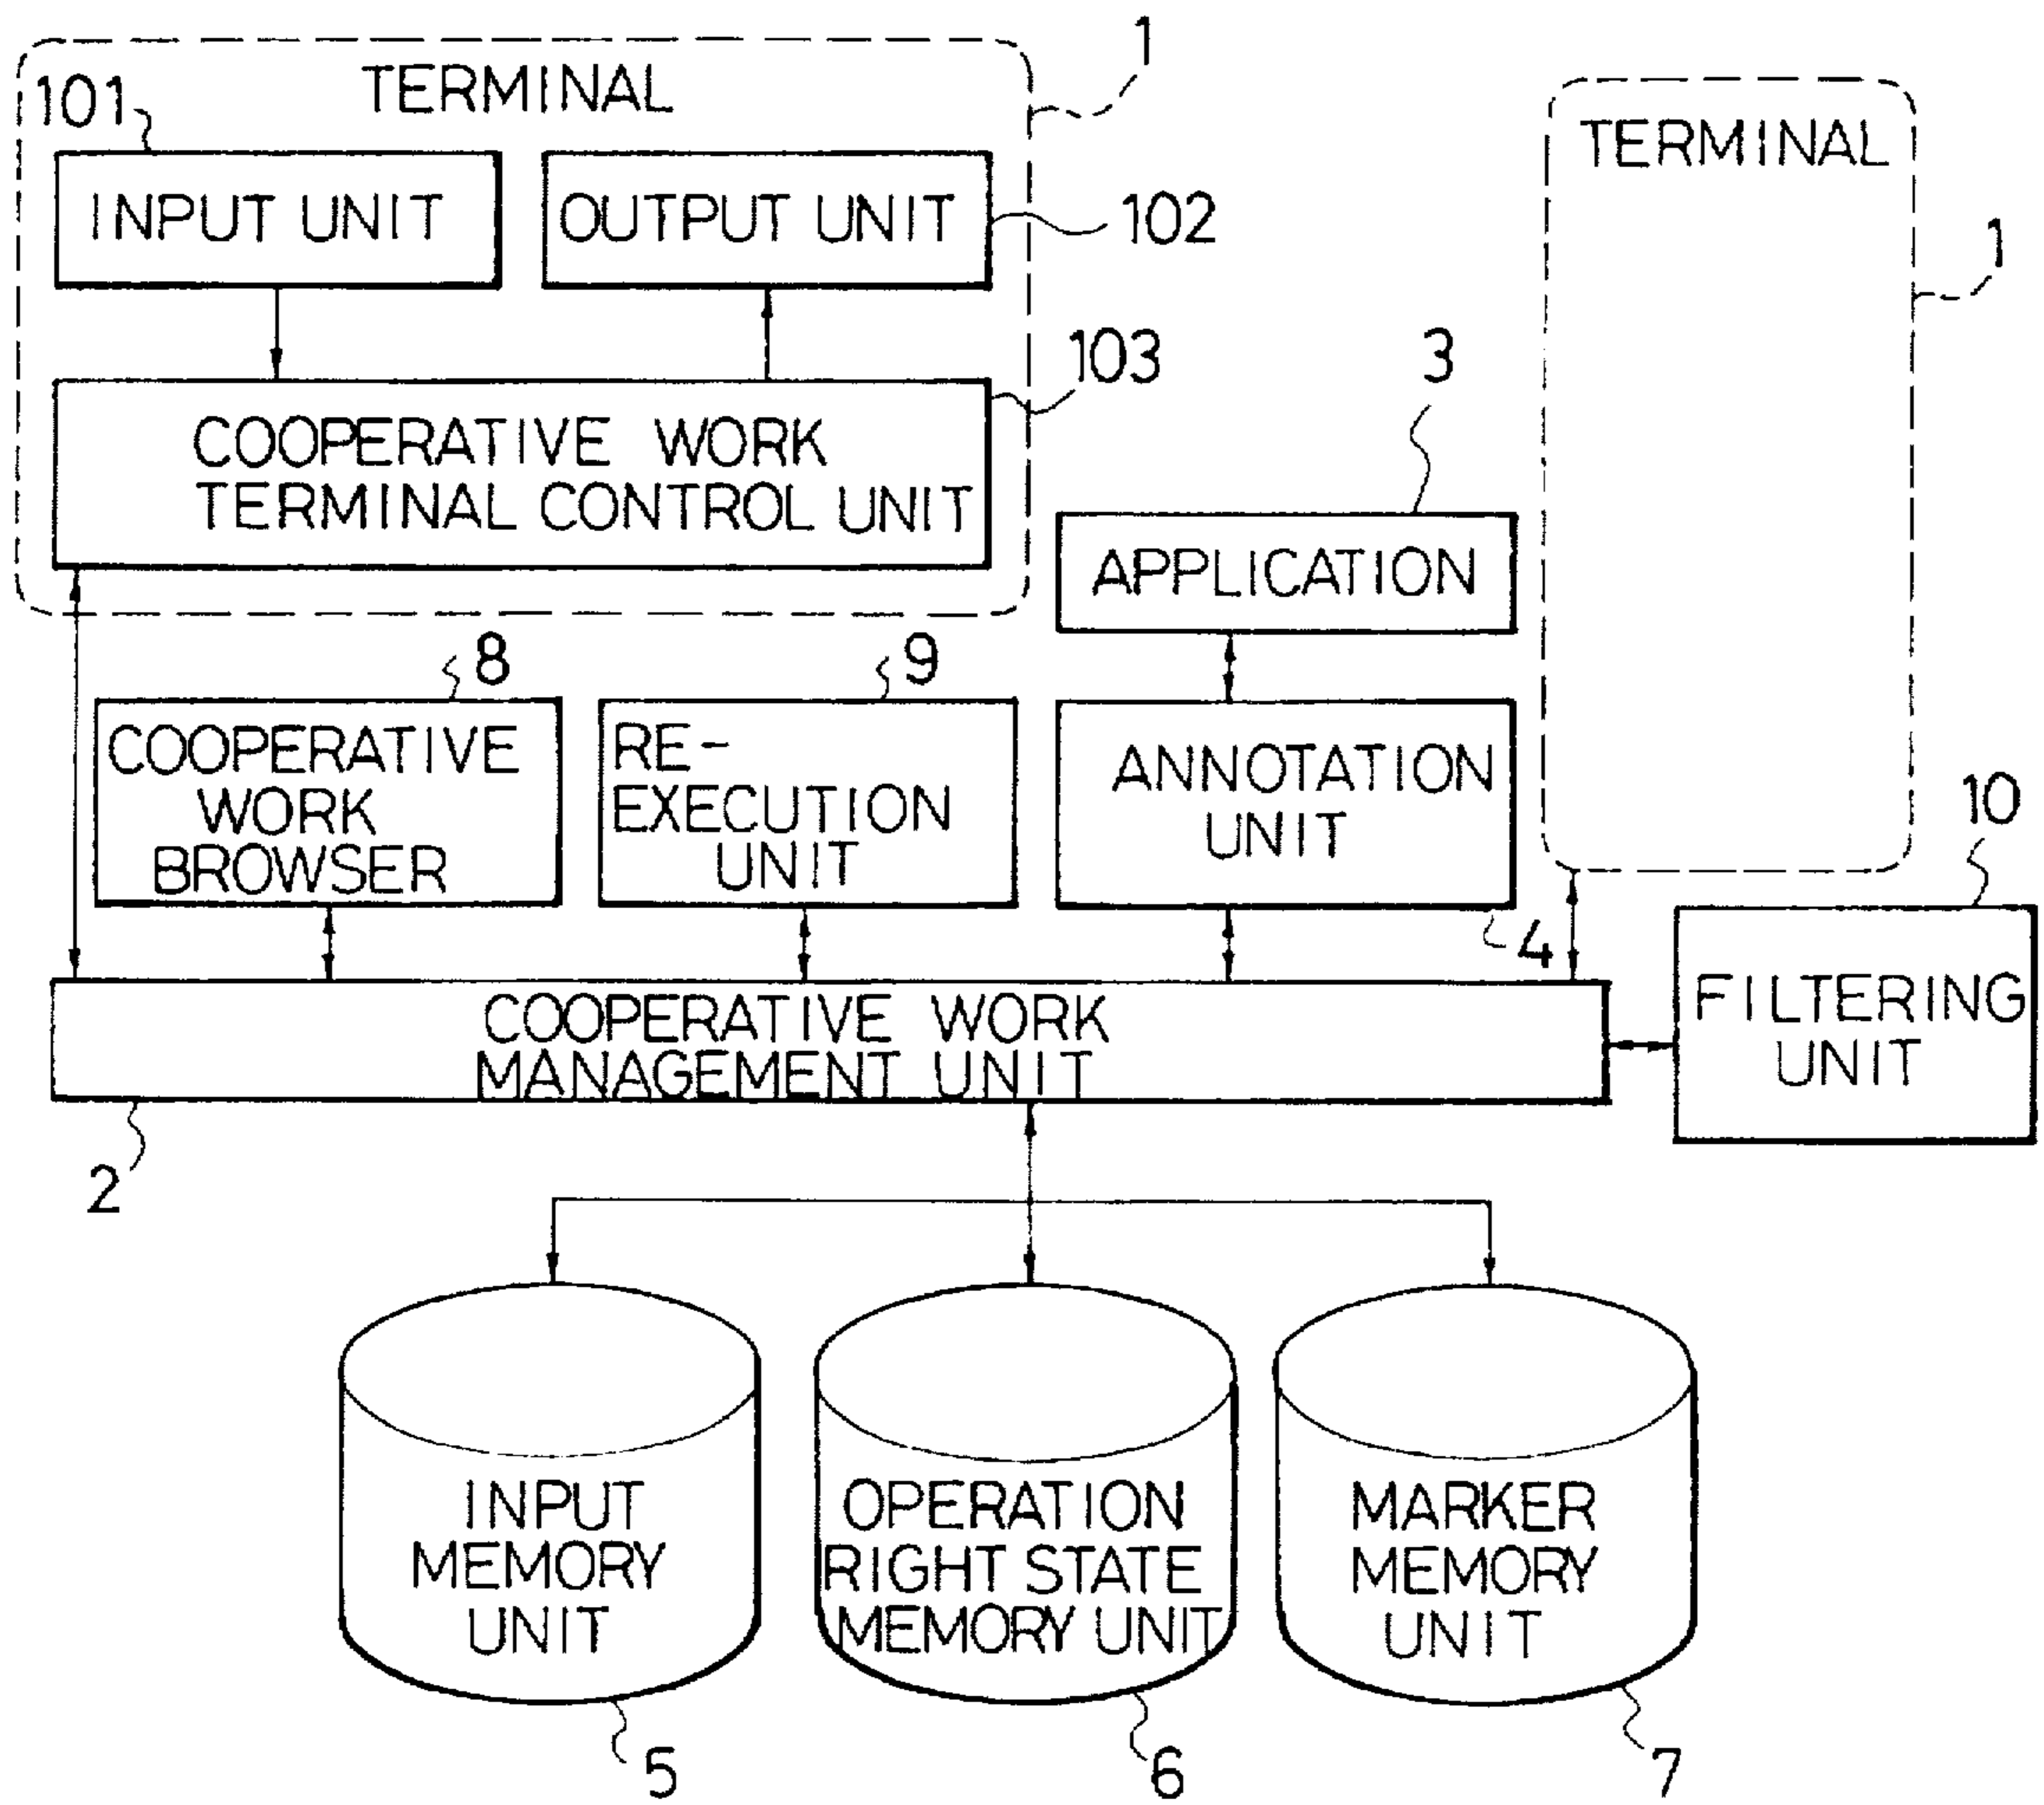 1
TERMINAL
101
INPUT UNIT
OUTPUT UNIT
102
103
COOPERATIVE WORK
TERMINAL CONTROL UNIT
TERMINAL
1
3
APPLICATION
8
COOPERATIVE
WORK
BROWSER
9
RE-
EXECUTION
UNIT
ANNOTATION
UNIT
4
10
FILTERING
UNIT
COOPERATIVE WORK
MANAGEMENT UNIT
2
INPUT
MEMORY
UNIT
5
OPERATION
RIGHT STATE
MEMORY UNIT
6
MARKER
MEMORY
UNIT
7